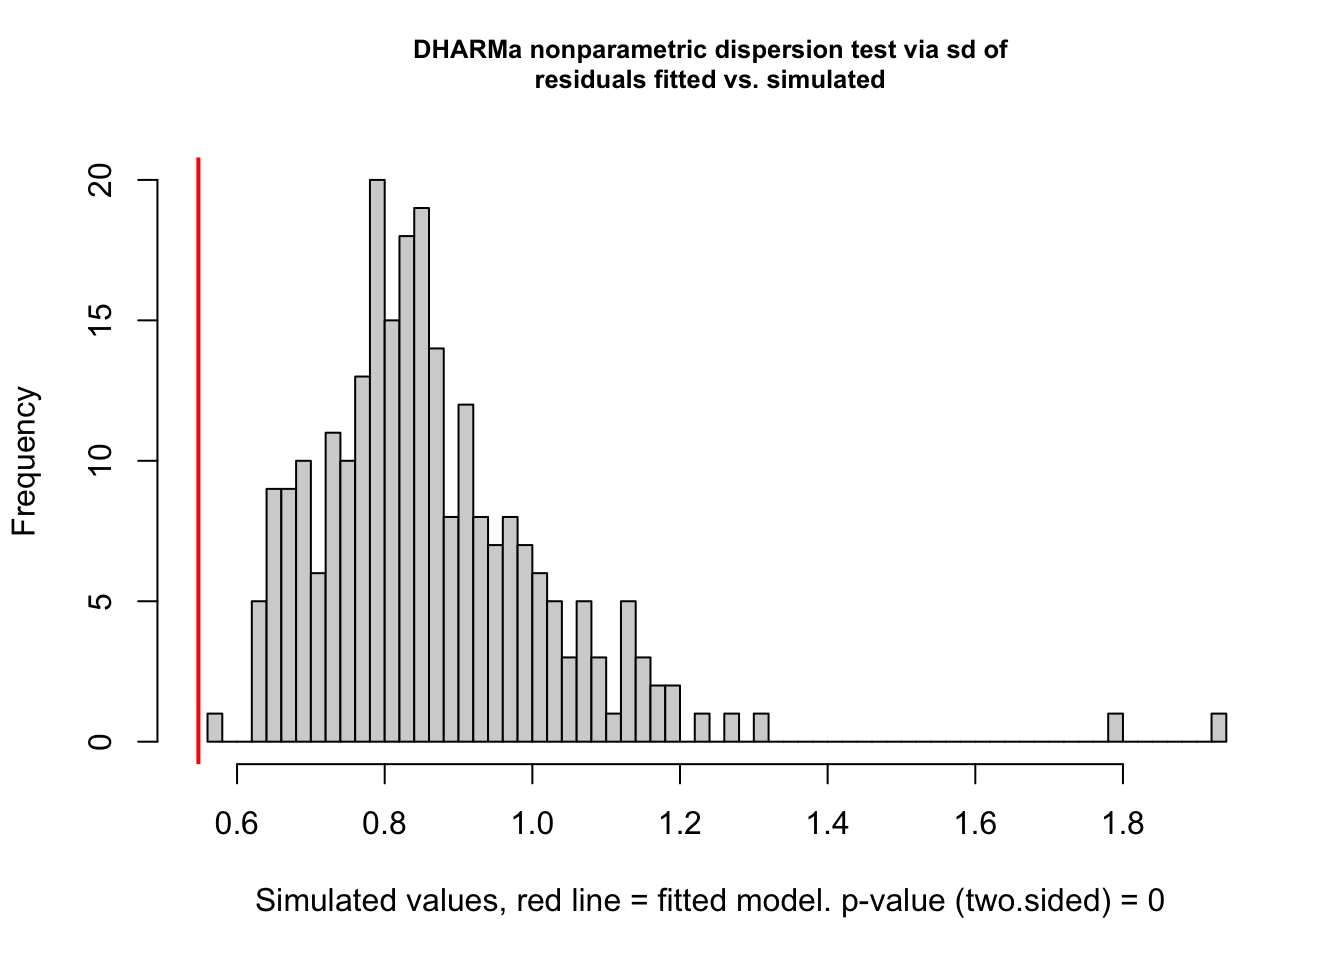 DHARMa nonparametric dispersion test via sd of
residuals fitted vs. simulated
Frequency
20
15
10
5
0
0.6 0.8 1.0 1.2 1.4 1.6 1.8
Simulated values, red line = fitted model. p-value (two.sided) = 0